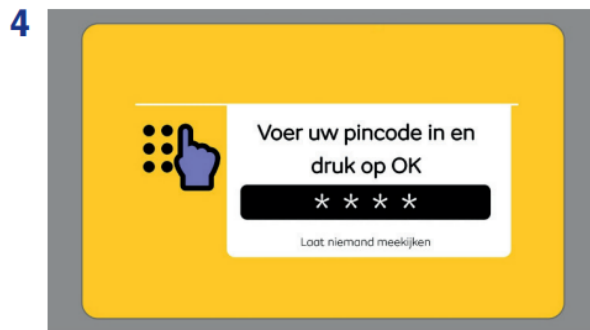 4
Voer uw pincode in en
druk op OK
* * * *
Laat niemand meekijken